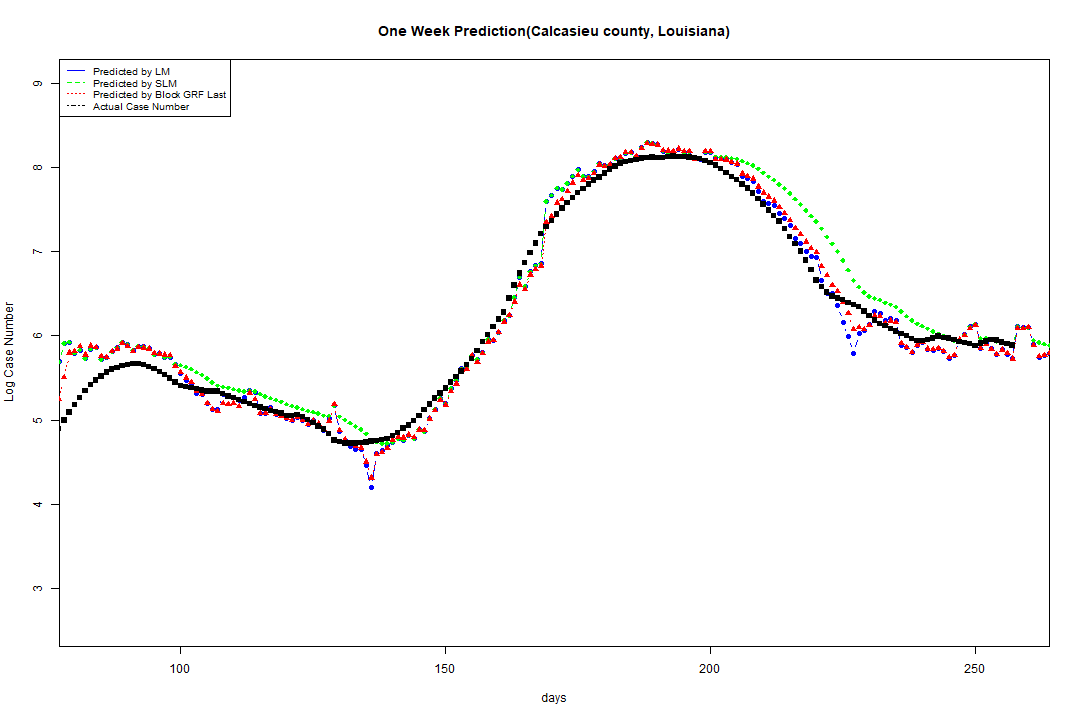 One Week Prediction(Calcasieu county, Louisiana)
Predicted by LM
Predicted by SLM
Predicted by Block GRF Last
Actual Case Number
9
8
7
6
5
4
3
Log Case Number
100 150 200 250
days